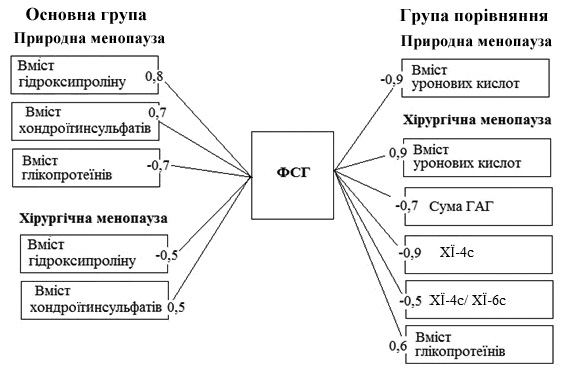 Основна група
Природна менопауза
Вміст
гідроксипроліну
0,8
Вміст
хондроїтинсульфатів
0,7
Вміст
глікопротеїнів
-0,7
Хірургічна менопауза
Вміст
гідроксипроліну
-0,5
Вміст
хондроїтинсульфатів
0,5
ФСГ
Група порівняння
Природна менопауза
-0,9
Вміст
уронових кислот
Хірургічна менопауза
0,9
Вміст
уронових кислот
-0,7
Сума ГАГ
-0,9
ХЇ-4с
-0,5
ХЇ-4с/ ХЇ-6с
0,6
Вміст
глікопротеїнів